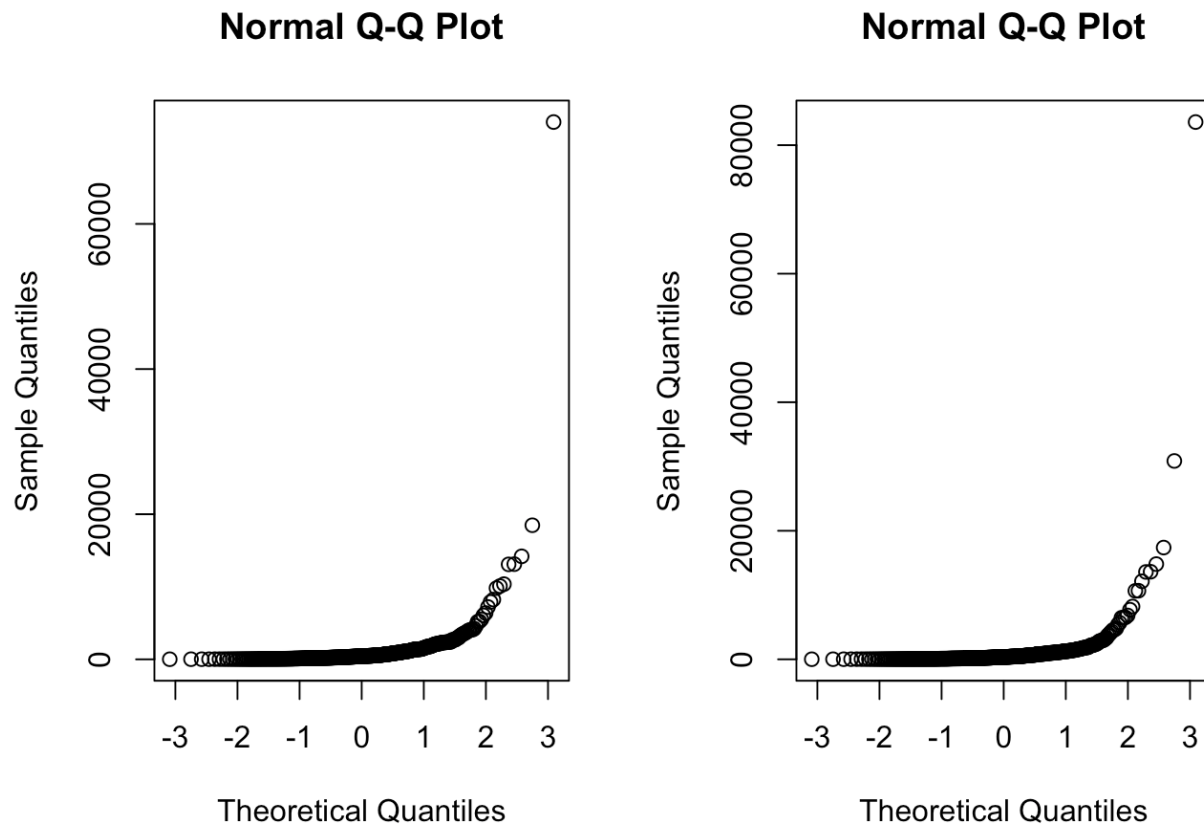 Normal Q-Q Plot
Sample Quantiles
60000
40000
20000
0
-3 -2 -1 0 1 2 3
Theoretical Quantiles
Normal Q-Q Plot
Sample Quantiles
80000
60000
40000
20000
0
-3 -2 -1 0 1 2 3
Theoretical Quantiles